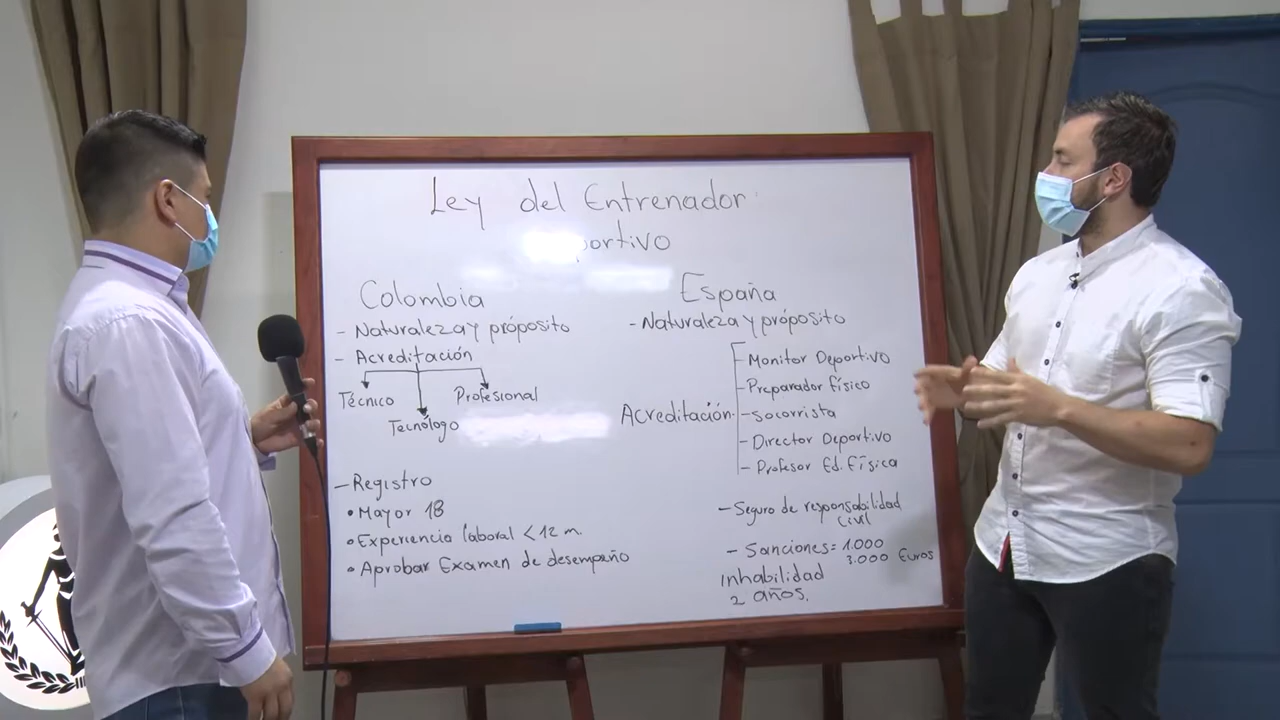 Ley del Entrenador
portivo
Colombia
- Naturaleza y próposito
- Acreditación
Técnico
Profesional
Tecnólogo
- Registro
• Mayor 18
• Experiencia laboral < 12 m.
• Aprobar Examen de desempeño
España
- Naturaleza y próposito
Acreditación
- Monitor Deportivo
- Preparador físico
- Socorrista
- Director Deportivo
- Profesor Ed. Física
- Seguro de responsabilidad
Civil
- Sanciones = 1.000
3.000 Euros
Inhabilidad
2 años.